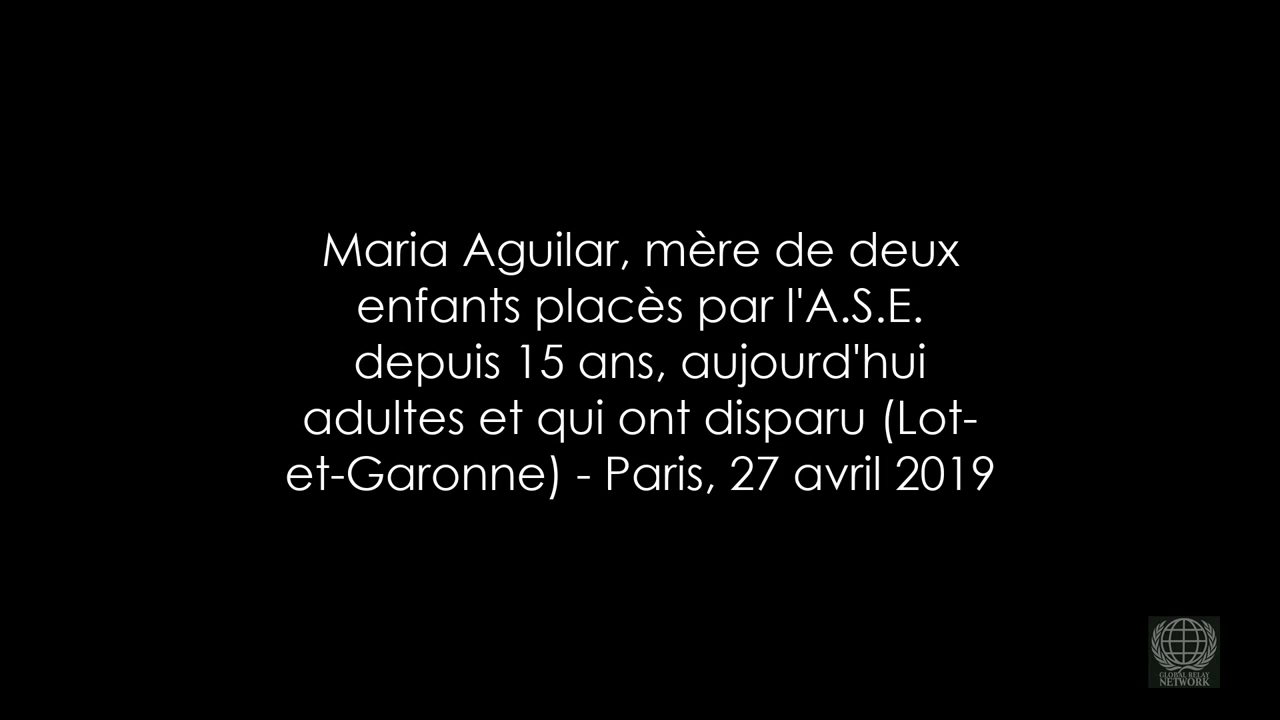 Maria Aguilar, mère de deux
enfants placès par l'A.S.E.
depuis 15 ans, aujourd'hui
adultes et qui ont disparu (Lot-
et-Garonne) - Paris, 27 avril 2019
GLOBAL RELAY
NETWORK